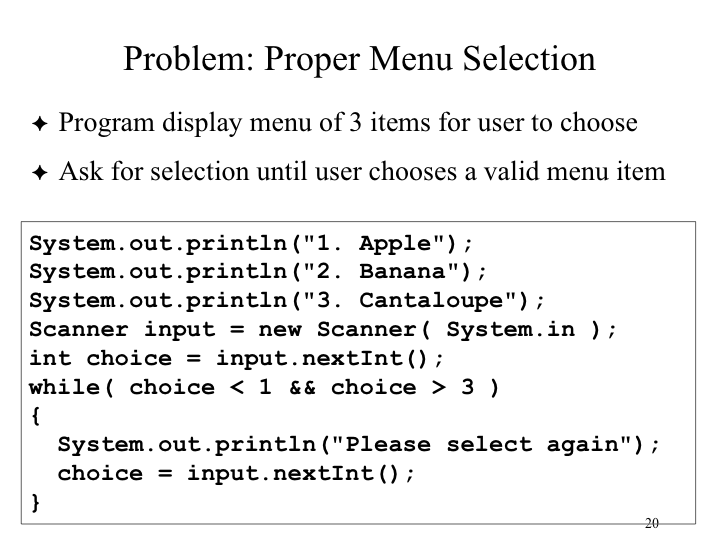 Problem: Proper Menu Selection
✦ Program display menu of 3 items for user to choose
✦ Ask for selection until user chooses a valid menu item
System.out.println("1. Apple");
System.out.println("2. Banana");
System.out.println("3. Cantaloupe");
Scanner input = new Scanner( System.in );
int choice = input.nextInt();
while( choice < 1 && choice > 3 )
{
  System.out.println("Please select again");
  choice = input.nextInt();
}
20